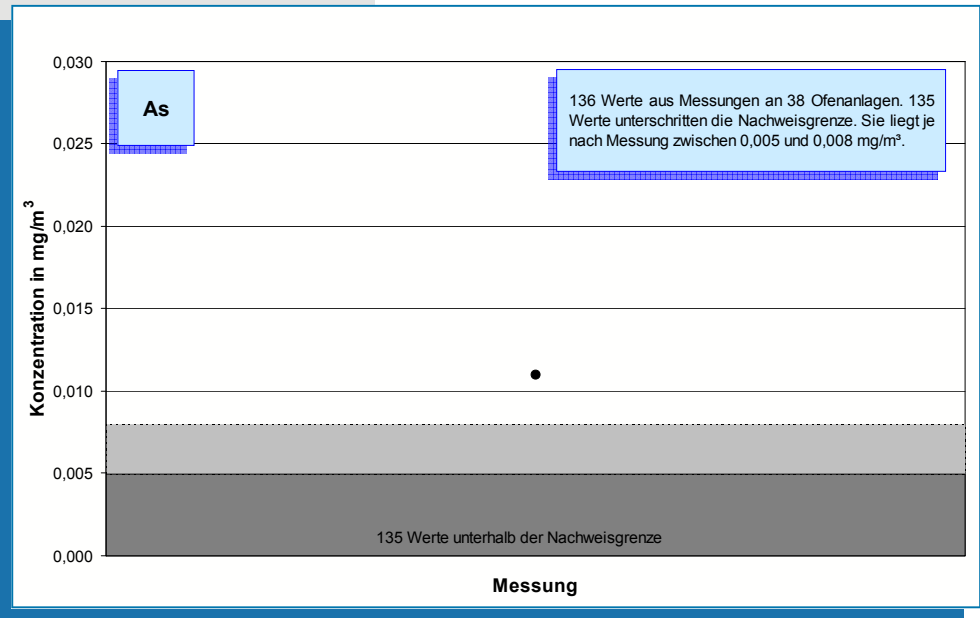 As
136 Werte aus Messungen an 38 Ofenanlagen. 135
Werte unterschritten die Nachweisgrenze. Sie liegt je
nach Messung zwischen 0,005 und 0,008 mg/m³.
Konzentration in mg/m³
0,030
0,025
0,020
0,015
0,010
0,005
0,000
135 Werte unterhalb der Nachweisgrenze
Messung